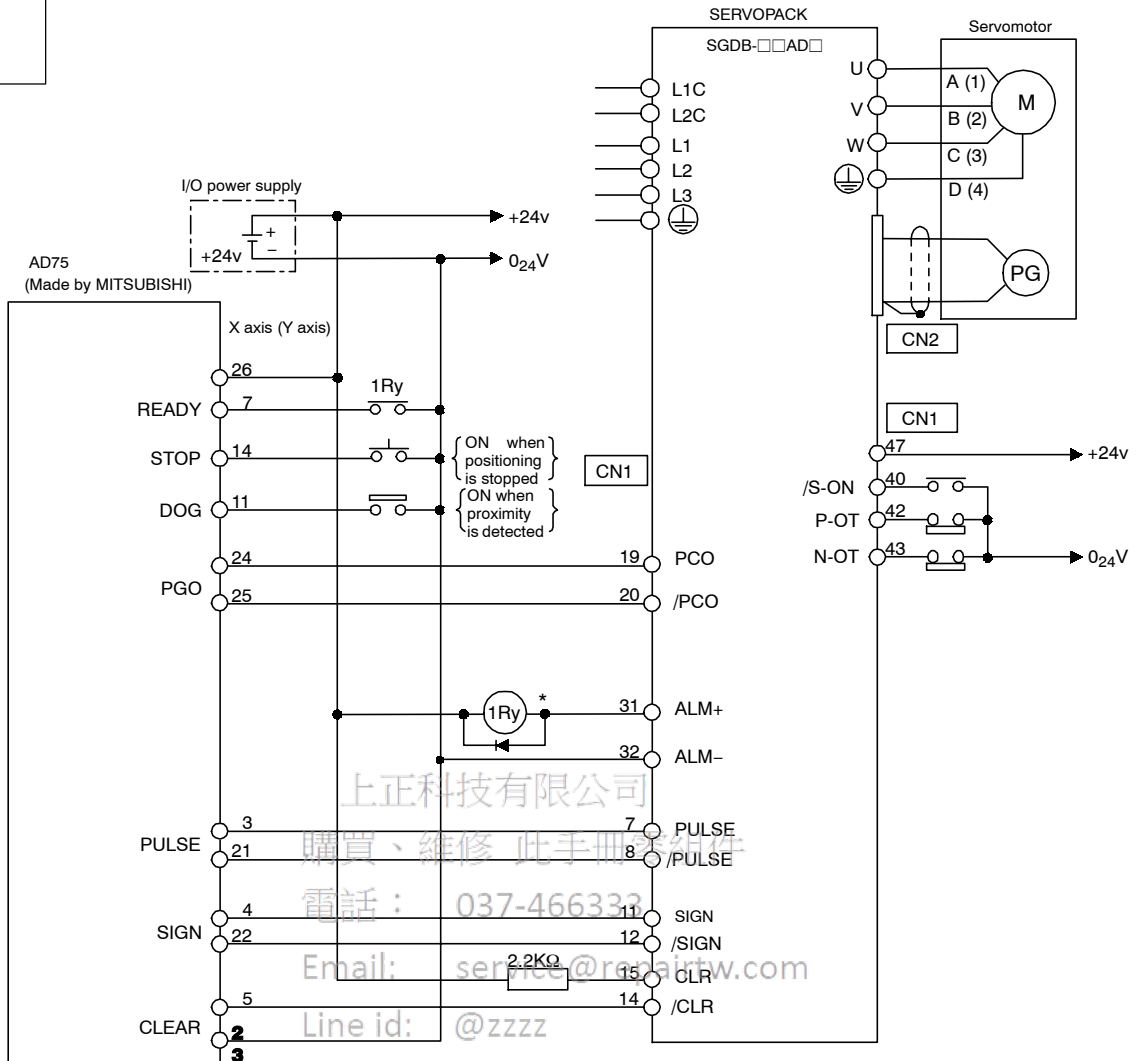 SERVOPACK
SGDB-□□AD□
Servomotor
L1C
L2C
L1
L2
L3
U
V
W
A (1)
B (2)
C (3)
D (4)
M
PG
CN2
I/O power supply
+24v
+
−
+24v
0₂₄V
AD75
(Made by MITSUBISHI)
X axis (Y axis)
26
READY 7 1Ry
STOP 14
ON when
positioning
is stopped
DOG 11
ON when
proximity
is detected
CN1
CN1
47 +24v
/S-ON 40
P-OT 42
N-OT 43 0₂₄V
PGO
24 19 PCO
25 20 /PCO
1Ry * 31 ALM+
32 ALM−
上正科技有限公司
PULSE
3 7 PULSE
購買、維修 此手冊零組件
21 8 /PULSE
電話： 037-466333
SIGN
4 11 SIGN
22 12 /SIGN
Email: service@repairtw.com
2.2KΩ 15 CLR
5 14 /CLR
Line id: @zzzz
CLEAR
2
3